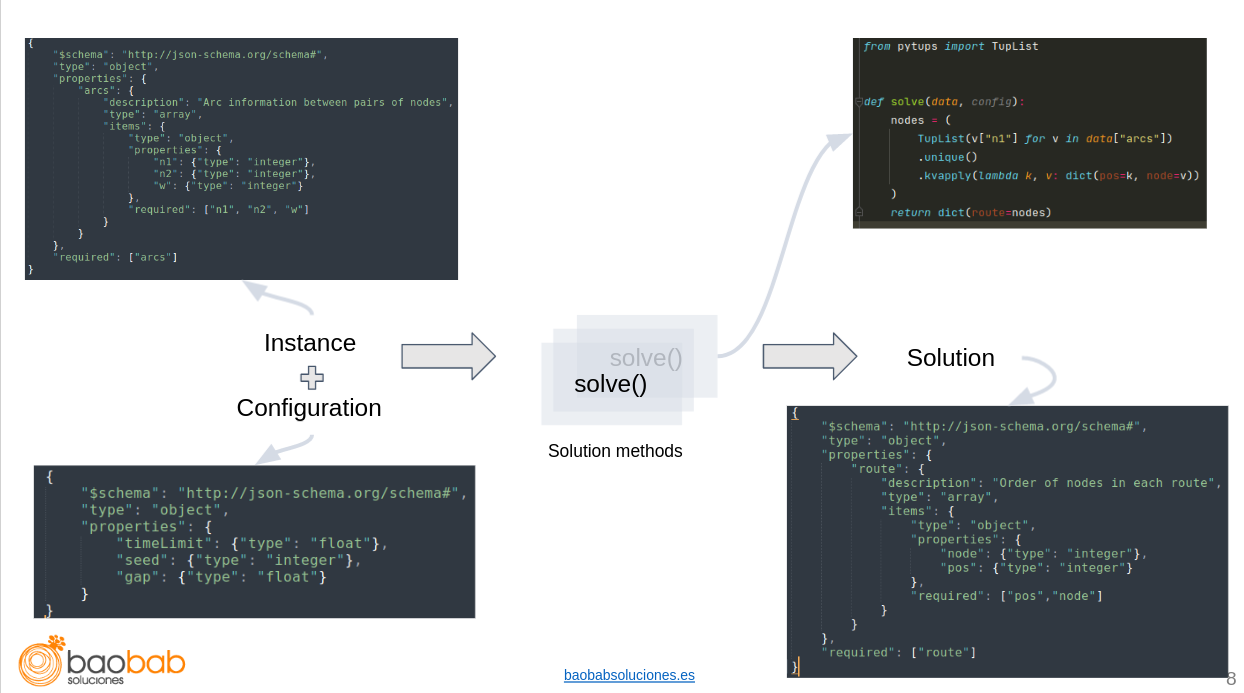 {
    "$schema": "http://json-schema.org/schema#",
    "type": "object",
    "properties": {
        "arcs": {
            "description": "Arc information between pairs of nodes",
            "type": "array",
            "items": {
                "type": "object",
                "properties": {
                    "n1": {"type": "integer"},
                    "n2": {"type": "integer"},
                    "w": {"type": "integer"}
                },
                "required": ["n1", "n2", "w"]
            }
        }
    },
    "required": ["arcs"]
}
from pytups import TupList
def solve(data, config):
    nodes = (
        TupList(v["n1"] for v in data["arcs"])
        .unique()
        .kvapply(lambda k, v: dict(pos=k, node=v))
    )
    return dict(route=nodes)
Instance
Configuration
solve()
solve()
Solution methods
Solution
{
    "$schema": "http://json-schema.org/schema#",
    "type": "object",
    "properties": {
        "timeLimit": {"type": "float"},
        "seed": {"type": "integer"},
        "gap": {"type": "float"}
    }
}
{
    "$schema": "http://json-schema.org/schema#",
    "type": "object",
    "properties": {
        "route": {
            "description": "Order of nodes in each route",
            "type": "array",
            "items": {
                "type": "object",
                "properties": {
                    "node": {"type": "integer"},
                    "pos": {"type": "integer"}
                },
                "required": ["pos","node"]
            }
        }
    },
    "required": ["route"]
}
baobab
soluciones
baobabsoluciones.es
8